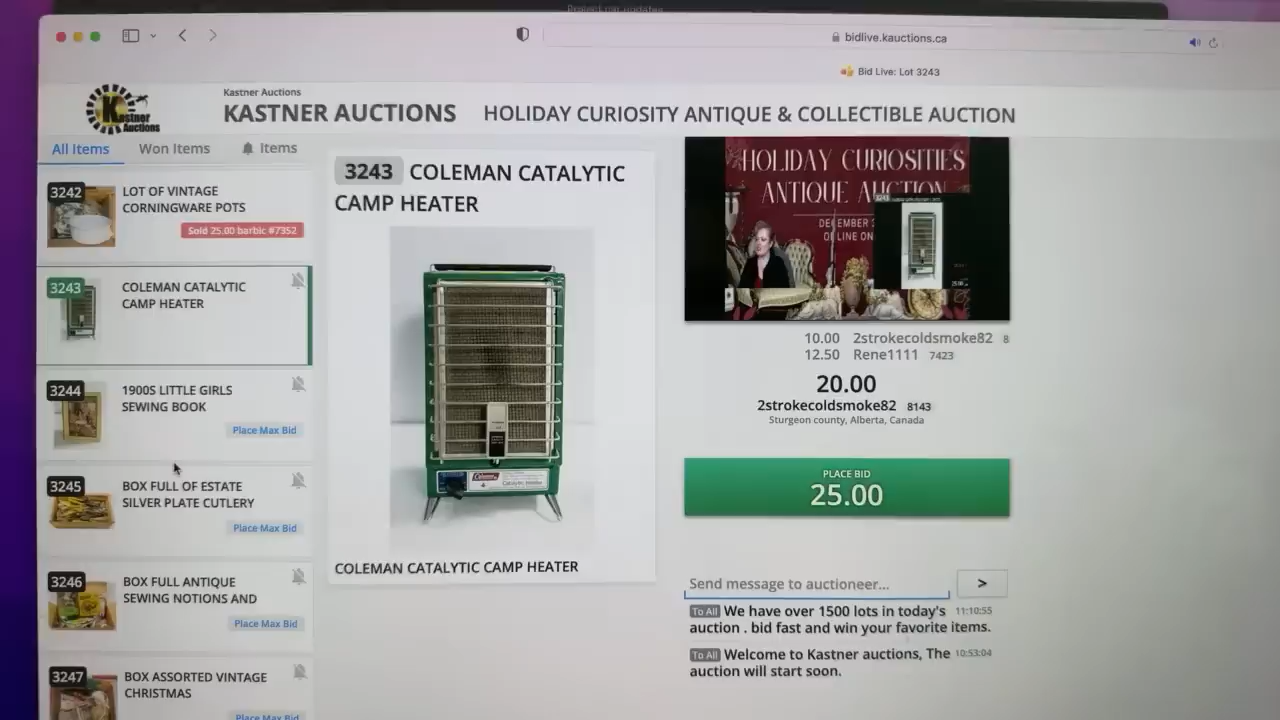 bidlive.kauctions.ca
Bid Live: Lot 3243
Kastner
Auctions
Kastner Auctions
KASTNER AUCTIONS
HOLIDAY CURIOSITY ANTIQUE & COLLECTIBLE AUCTION
All Items
Won Items
Items
3242
LOT OF VINTAGE
CORNINGWARE POTS
Sold 25.00 barbic #7352
3243
COLEMAN CATALYTIC
CAMP HEATER
3244
1900S LITTLE GIRLS
SEWING BOOK
Place Max Bid
3245
BOX FULL OF ESTATE
SILVER PLATE CUTLERY
Place Max Bid
3246
BOX FULL ANTIQUE
SEWING NOTIONS AND
Place Max Bid
3247
BOX ASSORTED VINTAGE
CHRISTMAS
Place Max Bid
3243 COLEMAN CATALYTIC
CAMP HEATER
Coleman
COLEMAN CATALYTIC CAMP HEATER
HOLIDAY CURIOSITIES
ANTIQUE AUCTION
10.00 2strokecoldsmoke82 8
12.50 Rene1111 7423
20.00
2strokecoldsmoke82 8143
Sturgeon county, Alberta, Canada
PLACE BID
25.00
Send message to auctioneer...
>
To All We have over 1500 lots in today's 11:10:55
auction . bid fast and win your favorite items.
To All Welcome to Kastner auctions, The 10:53:04
auction will start soon.